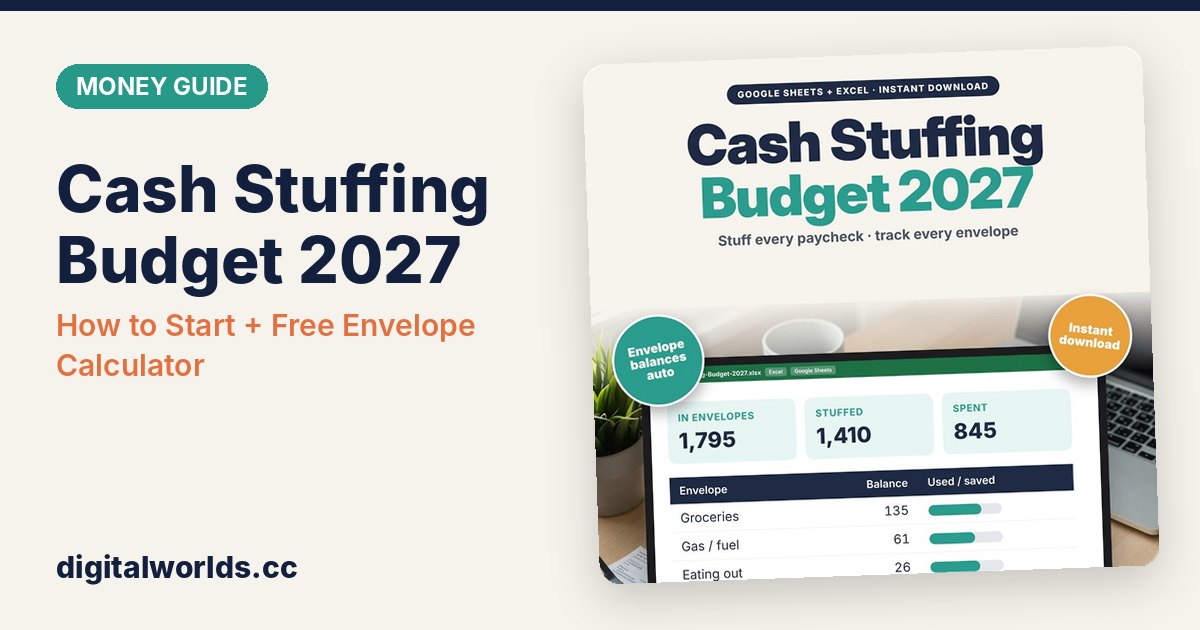 MONEY GUIDE
Cash Stuffing
Budget 2027
How to Start + Free Envelope
Calculator
digitalworlds.cc
GOOGLE SHEETS + EXCEL · INSTANT DOWNLOAD
Cash Stuffing
Budget 2027
Stuff every paycheck · track every envelope
Envelope
balances
auto
Instant
download
g-Budget-2027.xlsx Excel Google Sheets
IN ENVELOPES STUFFED SPENT
1,795 1,410 845
Envelope Balance Used / saved
Groceries 135
Gas / fuel 61
Eating out 26